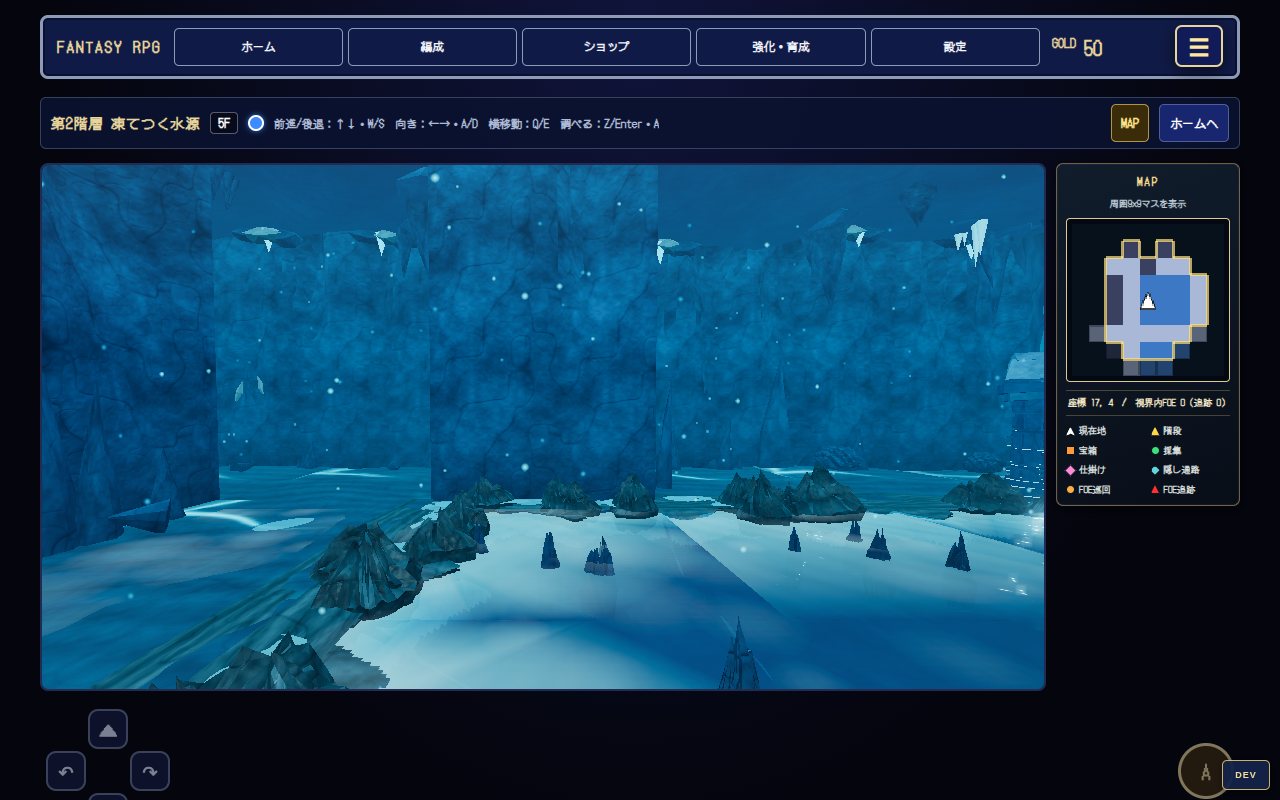 FANTASY RPG
ホーム
編成
ショップ
強化・育成
設定
GOLD 50
第2階層 凍てつく水源
5F
前進/後退：↑↓・W/S 向き：←→・A/D 横移動：Q/E 調べる：Z/Enter・A
MAP
ホームへ
MAP
周囲9x9マスを表示
座標 17, 4 / 視界内FOE 0（追跡 0）
現在地
階段
宝箱
採集
仕掛け
隠し通路
FOE巡回
FOE追跡
A
DEV